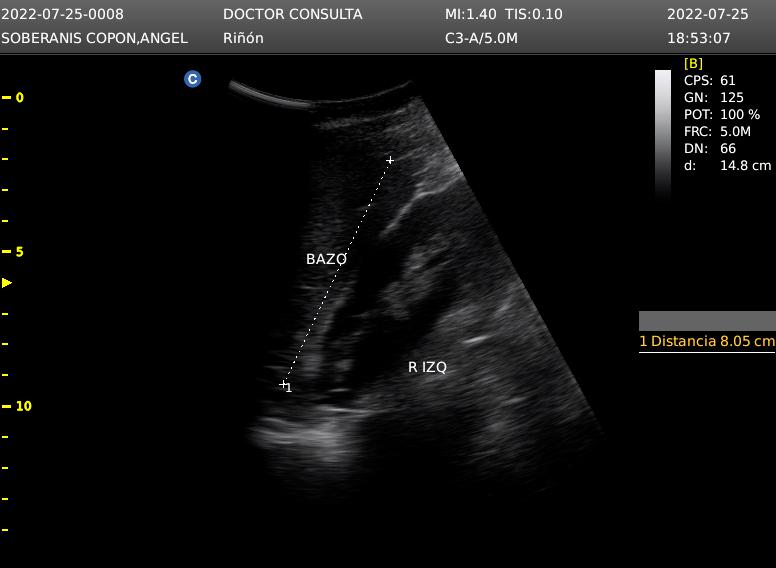 2022-07-25-0008 DOCTOR CONSULTA MI:1.40 TIS:0.10 2022-07-25
SOBERANIS COPON,ANGEL Riñón C3-A/5.0M 18:53:07
C
[B]
CPS: 61
GN: 125
POT: 100 %
FRC: 5.0M
DN: 66
d: 14.8 cm
0
5
10
BAZO
R IZQ
1
1 Distancia 8.05 cm